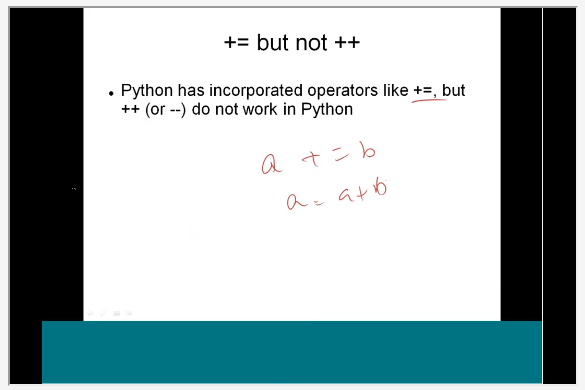 += but not ++
• Python has incorporated operators like +=, but
++ (or --) do not work in Python
a += b
a = a+b